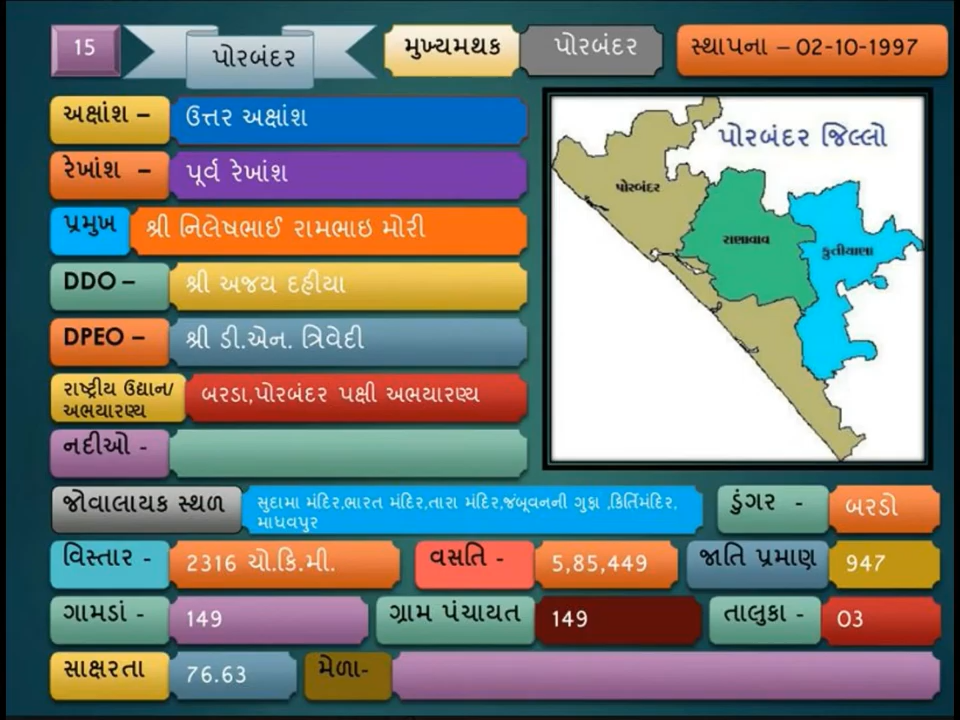 15
પોરબંદર
મુખ્યમથક
પોરબંદર
સ્થાપના – 02-10-1997
અક્ષાંશ –
ઉત્તર અક્ષાંશ
રેખાંશ –
પૂર્વ રેખાંશ
પ્રમુખ
શ્રી નિલેષભાઈ રામભાઇ મોરી
DDO –
શ્રી અજય દહીયા
DPEO –
શ્રી ડી.એન. ત્રિવેદી
રાષ્ટ્રીય ઉદ્યાન/
અભયારણ્ય
બરડા,પોરબંદર પક્ષી અભયારણ્ય
નદીઓ -
પોરબંદર જિલ્લો
પોરબંદર
રાણાવાવ
કુતીયાણા
જોવાલાયક સ્થળ
સુદામા મંદિર,ભારત મંદિર,તારા મંદિર,જંબૂવનની ગુફા ,કિર્તિમંદિર,
માધવપુર
ડુંગર -
બરડો
વિસ્તાર -
2316 ચો.કિ.મી.
વસતિ -
5,85,449
જાતિ પ્રમાણ
947
ગામડાં -
149
ગ્રામ પંચાયત
149
તાલુકા -
03
સાક્ષરતા
76.63
મેળા-